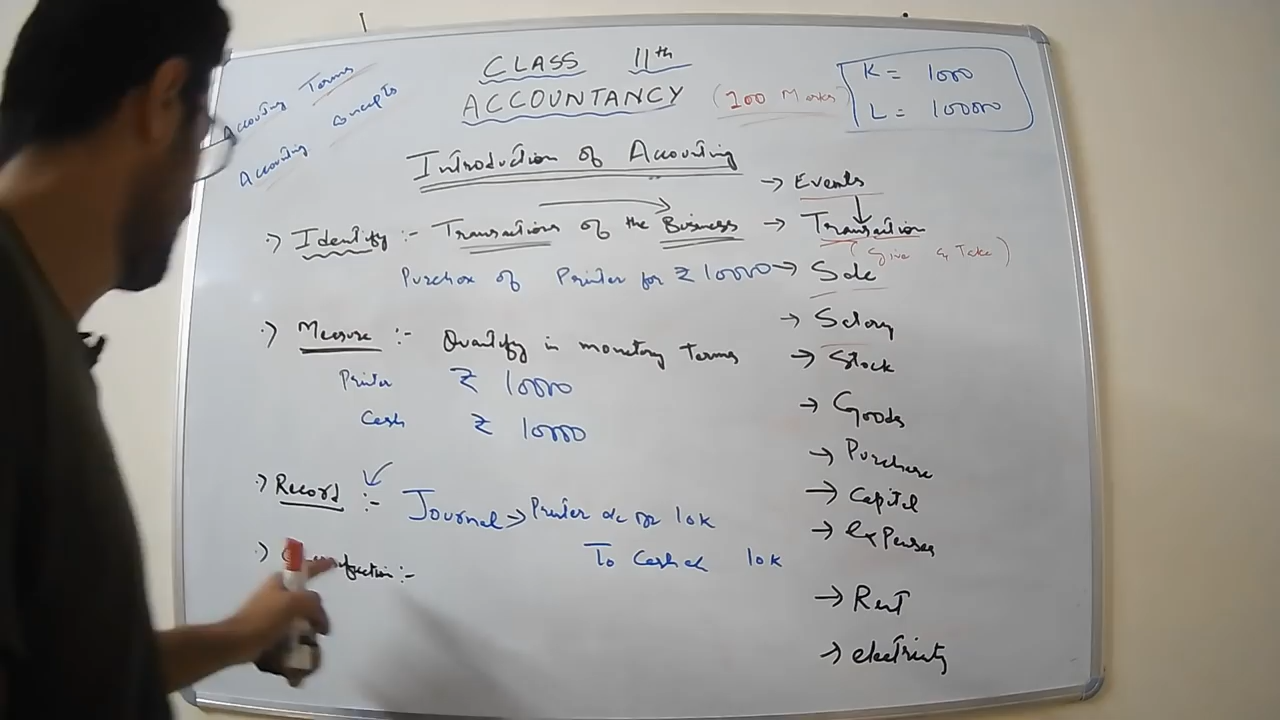 Accounting Terms
Accounting concepts
CLASS 11th
ACCOUNTANCY (100 Marks)
K = 1000
L = 100000
Introduction of Accounting
·) Identify :- Transactions of the Business
Purchase of Printer for ₹ 10000
·) Measure :- Quantify in monetary terms
Printer ₹ 10000
Cash ₹ 10000
·) Record :- Journal → Printer a/c Dr 10K
To Cash a/c 10K
·) :-
→ Events
→ Transaction
(Give & Take)
→ Sale
→ Salary
→ Stock
→ Goods
→ Purchase
→ Capital
→ expenses
→ Rent
→ electricity